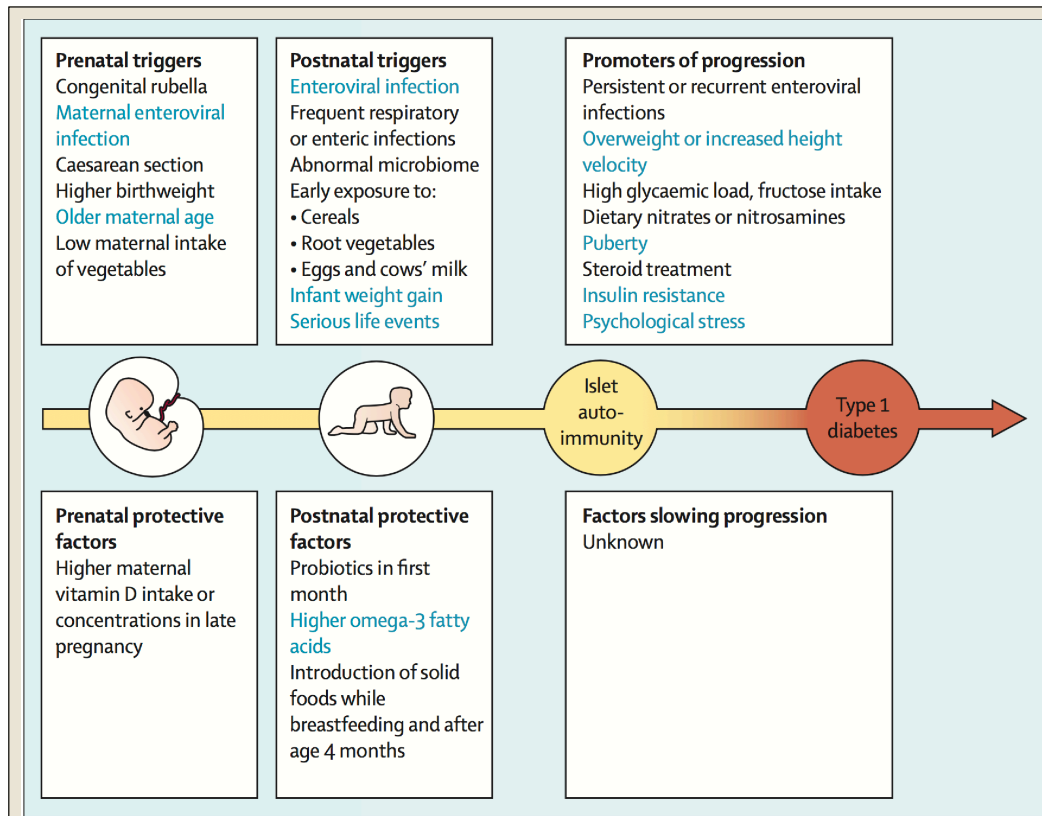 Prenatal triggers
Congenital rubella
Maternal enteroviral
infection
Caesarean section
Higher birthweight
Older maternal age
Low maternal intake
of vegetables
Postnatal triggers
Enteroviral infection
Frequent respiratory
or enteric infections
Abnormal microbiome
Early exposure to:
• Cereals
• Root vegetables
• Eggs and cows' milk
Infant weight gain
Serious life events
Promoters of progression
Persistent or recurrent enteroviral
infections
Overweight or increased height
velocity
High glycaemic load, fructose intake
Dietary nitrates or nitrosamines
Puberty
Steroid treatment
Insulin resistance
Psychological stress
Islet
auto-
immunity
Type 1
diabetes
Prenatal protective
factors
Higher maternal
vitamin D intake or
concentrations in late
pregnancy
Postnatal protective
factors
Probiotics in first
month
Higher omega-3 fatty
acids
Introduction of solid
foods while
breastfeeding and after
age 4 months
Factors slowing progression
Unknown